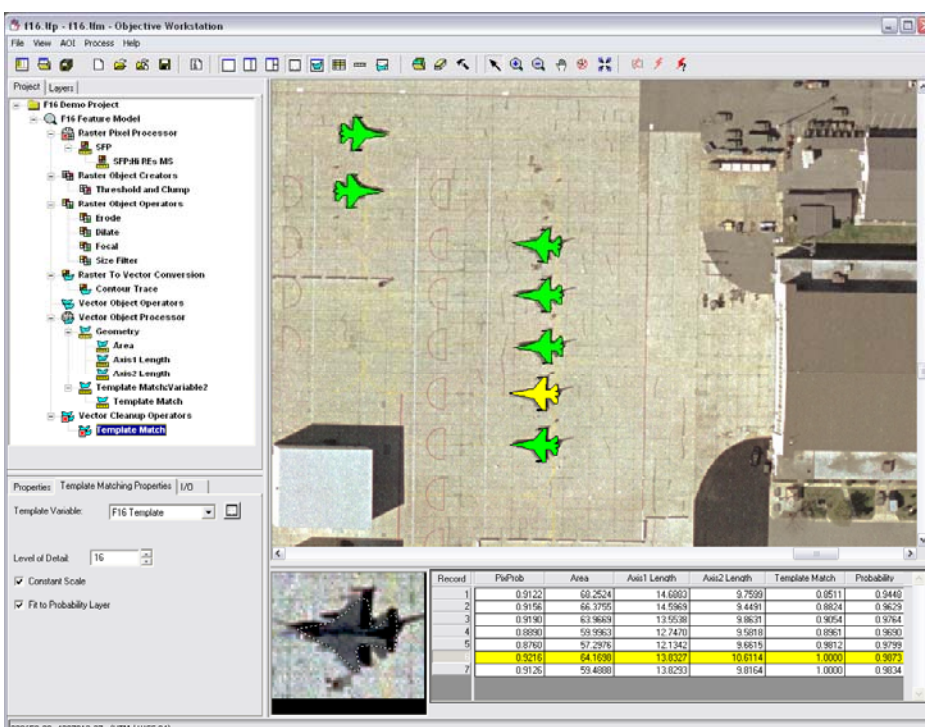 f16.lfp - f16.lfm - Objective Workstation
File View AOI Process Help
Project Layers
F16 Demo Project
F16 Feature Model
Raster Pixel Processor
SFP
SFP:Hi REs MS
Raster Object Creators
Threshold and Clump
Raster Object Operators
Erode
Dilate
Focal
Size Filter
Raster To Vector Conversion
Contour Trace
Vector Object Operators
Vector Object Processor
Geometry
Area
Axis1 Length
Axis2 Length
Template Match:Variable2
Template Match
Vector Cleanup Operators
Template Match
Properties Template Matching Properties I/O
Template Variable: F16 Template
Level of Detail: 16
Constant Scale
Fit to Probability Layer
Record PixProb Area Axis1 Length Axis2 Length Template Match Probability
1 0.9122 68.2524 14.6883 9.7599 0.8511 0.9448
2 0.9156 66.3755 14.5969 9.4491 0.8824 0.9629
3 0.9190 63.9669 13.5538 9.8631 0.9054 0.9764
4 0.8890 59.9963 12.7470 9.5818 0.8961 0.9690
5 0.8760 57.2976 12.1342 9.6615 0.9812 0.9799
0.9216 64.1698 13.8327 10.6114 1.0000 0.9873
7 0.9126 59.4888 13.8293 9.8164 1.0000 0.9834